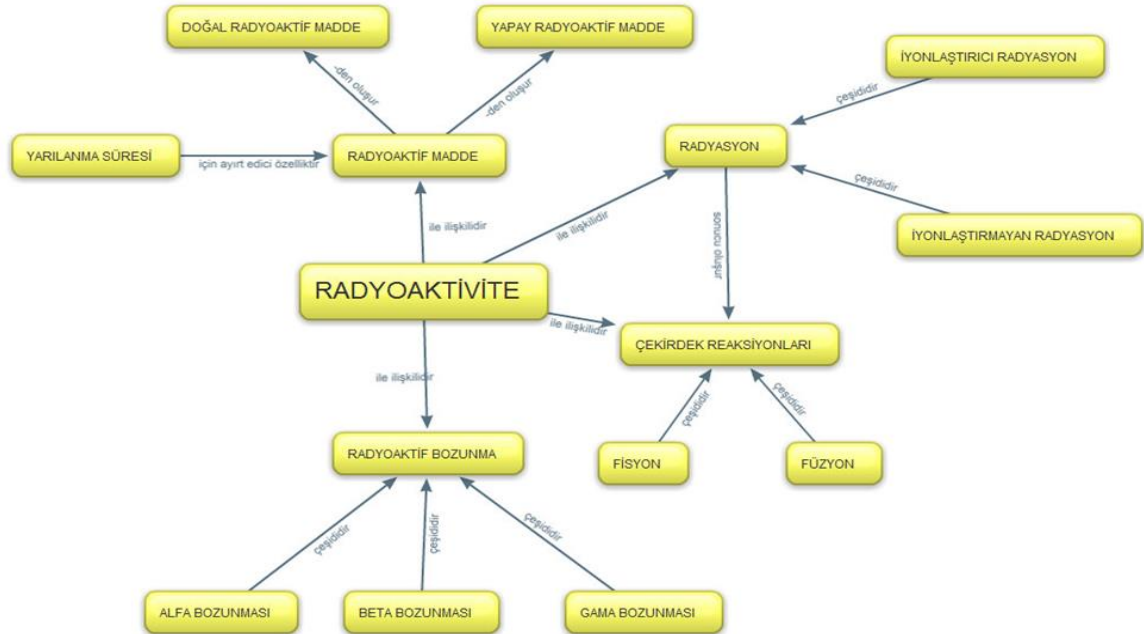 DOĞAL RADYOAKTİF MADDE
YAPAY RADYOAKTİF MADDE
İYONLAŞTIRICI RADYASYON
-den oluşur
-den oluşur
çeşididir
YARILANMA SÜRESİ
için ayırt edici özelliktir
RADYOAKTİF MADDE
RADYASYON
çeşididir
İYONLAŞTIRMAYAN RADYASYON
ile ilişkilidir
ile ilişkilidir
sonucu oluşur
RADYOAKTİVİTE
ile ilişkilidir
ÇEKİRDEK REAKSİYONLARI
ile ilişkilidir
çeşididir
çeşididir
RADYOAKTİF BOZUNMA
FİSYON
FÜZYON
çeşididir
çeşididir
çeşididir
ALFA BOZUNMASI
BETA BOZUNMASI
GAMA BOZUNMASI